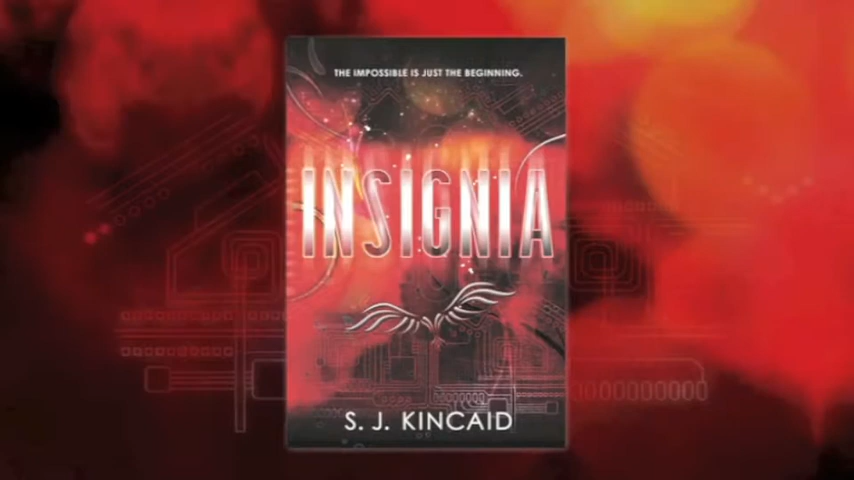 THE IMPOSSIBLE IS JUST THE BEGINNING.
INSIGNIA
S. J. KINCAID